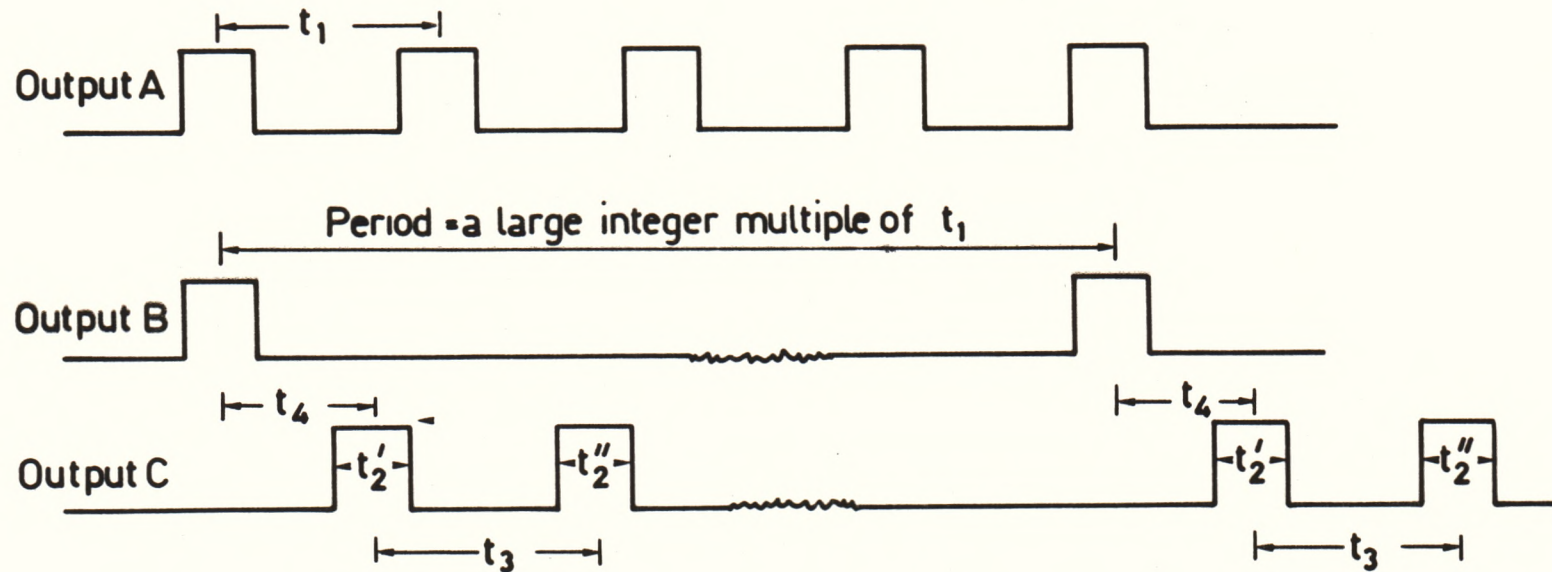 t₁
Output A
Period = a large integer multiple of t₁
Output B
t₄ t₄
Output C t₂′ t₂″ t₂′ t₂″
t₃ t₃